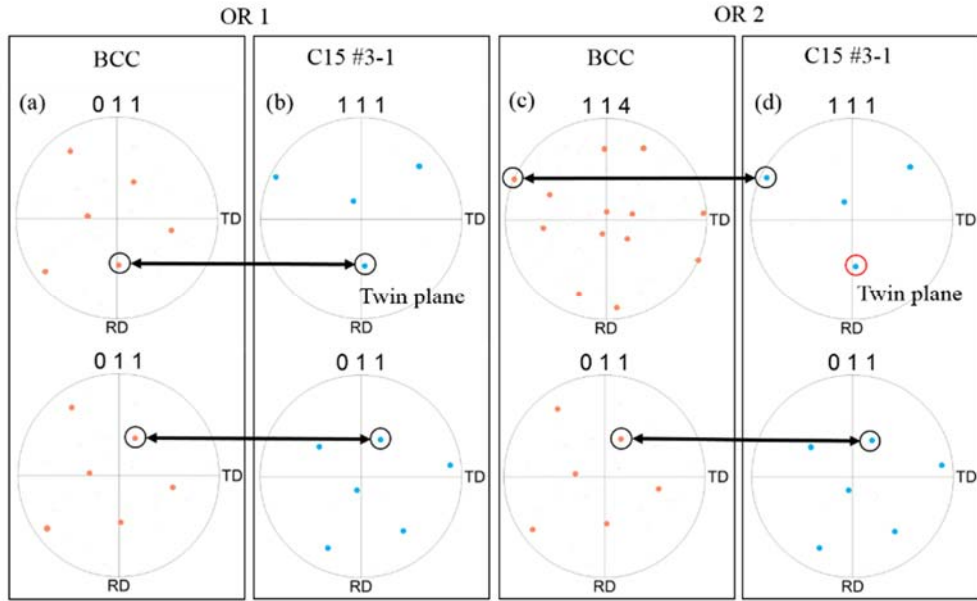 OR 1
OR 2
BCC
C15 #3-1
BCC
C15 #3-1
(a)
0 1 1
(b)
1 1 1
(c)
1 1 4
(d)
1 1 1
TD
TD
TD
TD
Twin plane
Twin plane
RD
RD
RD
RD
0 1 1
0 1 1
0 1 1
0 1 1
TD
TD
TD
TD
RD
RD
RD
RD